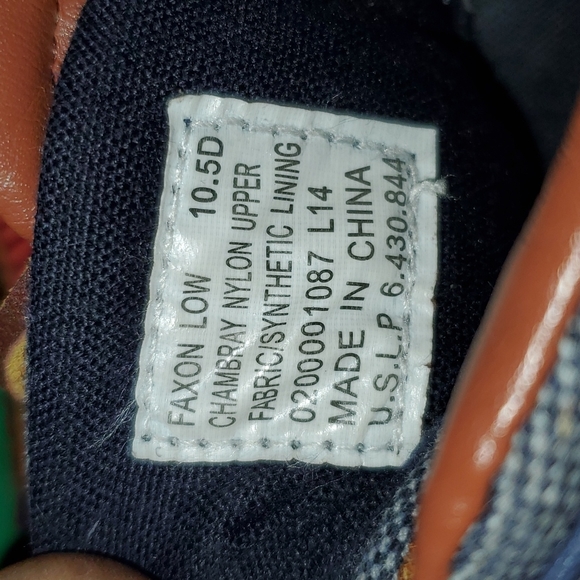 FAXON LOW 10.5D
CHAMBRAY NYLON UPPER
FABRIC/SYNTHETIC LINING
0200001087 L14
MADE IN CHINA
U.S.L.P 6.430.844